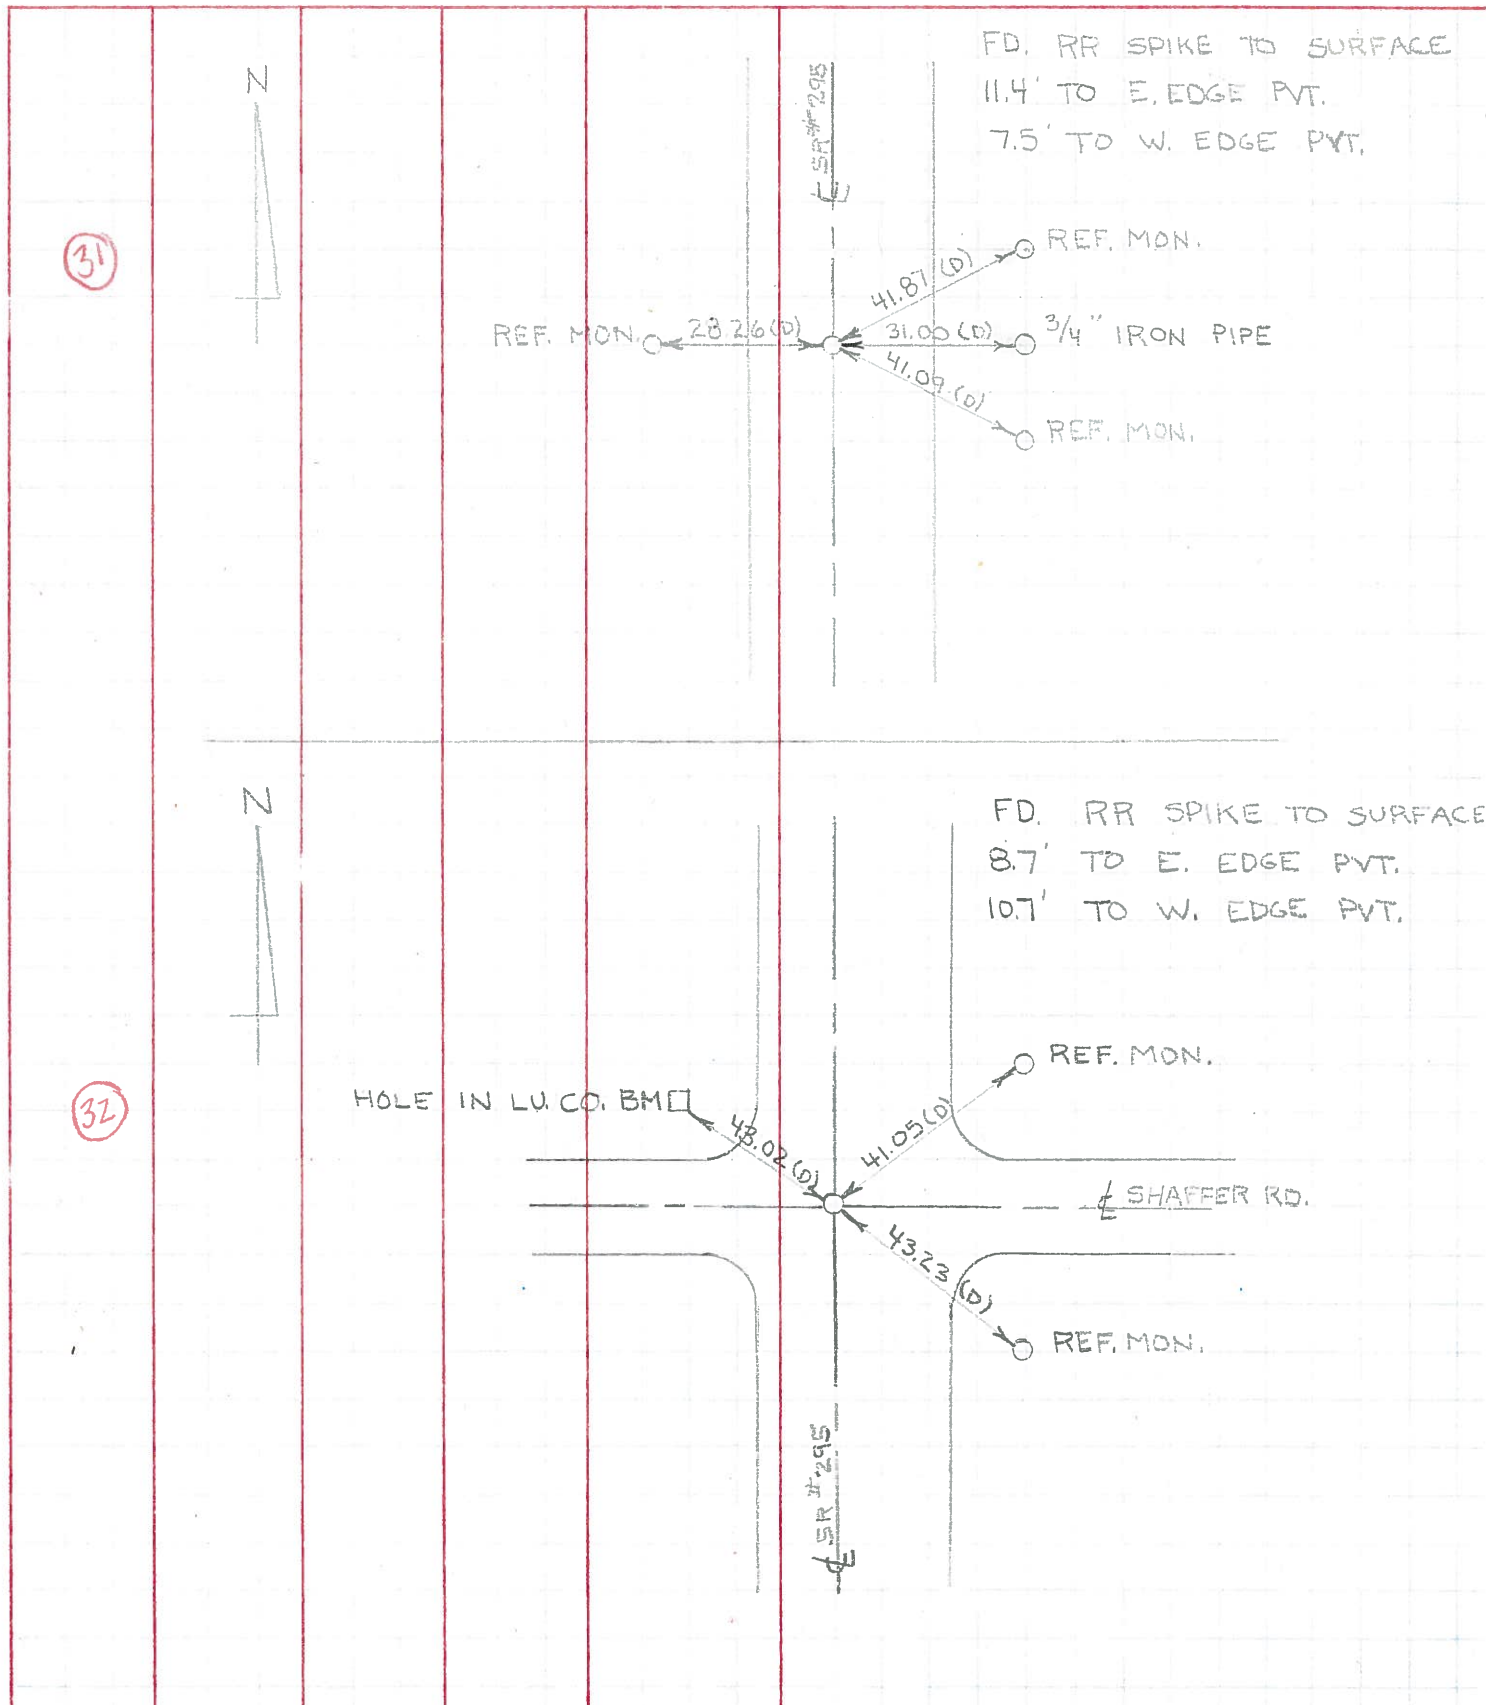 FD. RR SPIKE TO SURFACE
11.4' TO E. EDGE PVT.
7.5' TO W. EDGE PVT.
N
℄ SR # 295
31
REF. MON.
41.87 (D)
REF. MON.
28.26 (D)
31.00 (D)
3/4" IRON PIPE
41.09 (D)
REF. MON.
N
FD. RR SPIKE TO SURFACE
8.7' TO E. EDGE PVT.
10.7' TO W. EDGE PVT.
32
REF. MON.
HOLE IN LU. CO. BM
43.02 (D)
41.05 (D)
℄ SHAFFER RD.
43.23 (D)
REF. MON.
℄ SR # 295